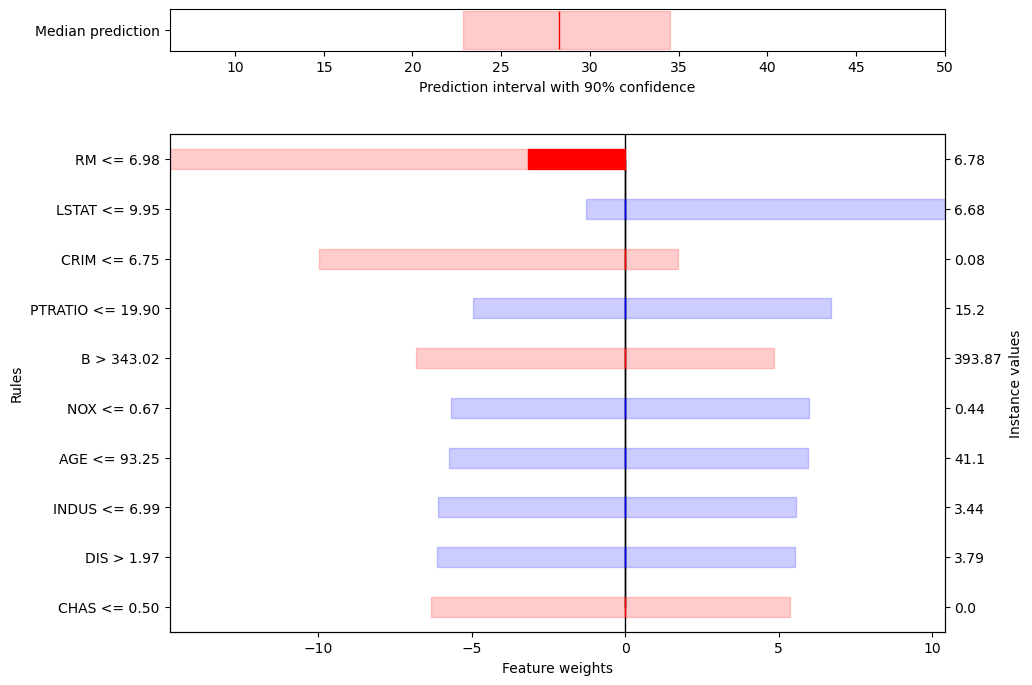 Median prediction
10 15 20 25 30 35 40 45 50
Prediction interval with 90% confidence
RM <= 6.98 6.78
LSTAT <= 9.95 6.68
CRIM <= 6.75 0.08
PTRATIO <= 19.90 15.2
B > 343.02 393.87
NOX <= 0.67 0.44
AGE <= 93.25 41.1
INDUS <= 6.99 3.44
DIS > 1.97 3.79
CHAS <= 0.50 0.0
Rules
Instance values
−10 −5 0 5 10
Feature weights